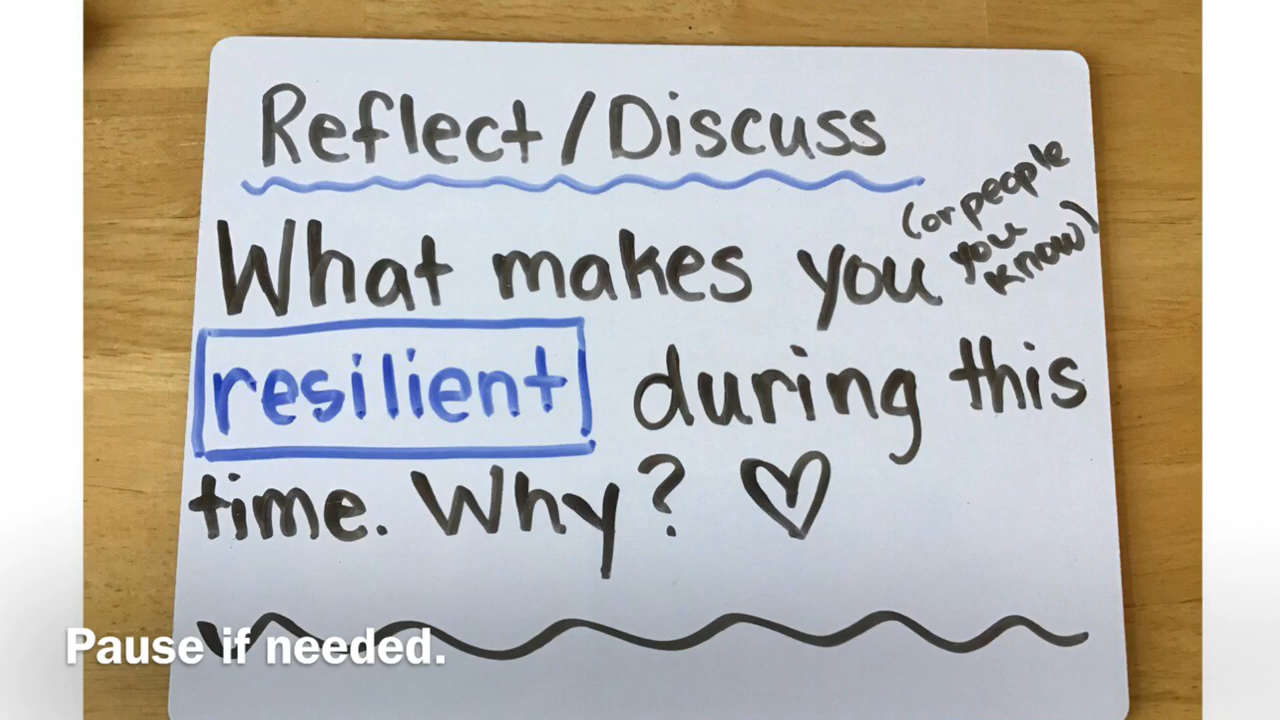 Reflect/Discuss
What makes you (or people you know)
resilient during this
time. Why? ♡
Pause if needed.